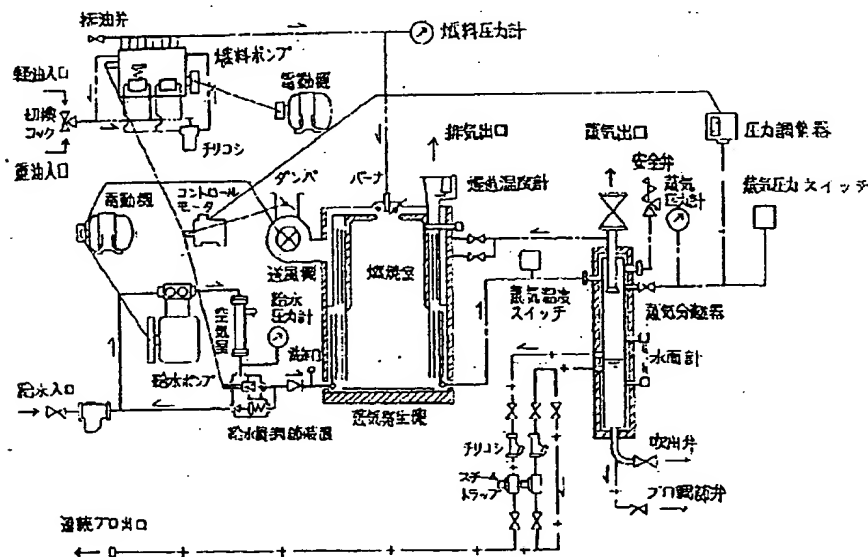 排油弁
燃料圧力計
燃料ポンプ
軽油入口
電動機
切換
コック
チリコシ
重油入口
排気出口
蒸気出口
圧力調整器
安全弁
コントロール
モータ
ダンパ
バーナ
煙道温度計
蒸気
圧力計
蒸気圧力スイッチ
電動機
送風機
燃焼室
給水
圧力計
空気室
蒸気温度
スイッチ
蒸気分離器
水面計
給水ポンプ
給水入口
給水量調節装置
蒸気発生機
チリコシ
吹出弁
スチーム
トラップ
ブロ調節弁
連続ブロ出口